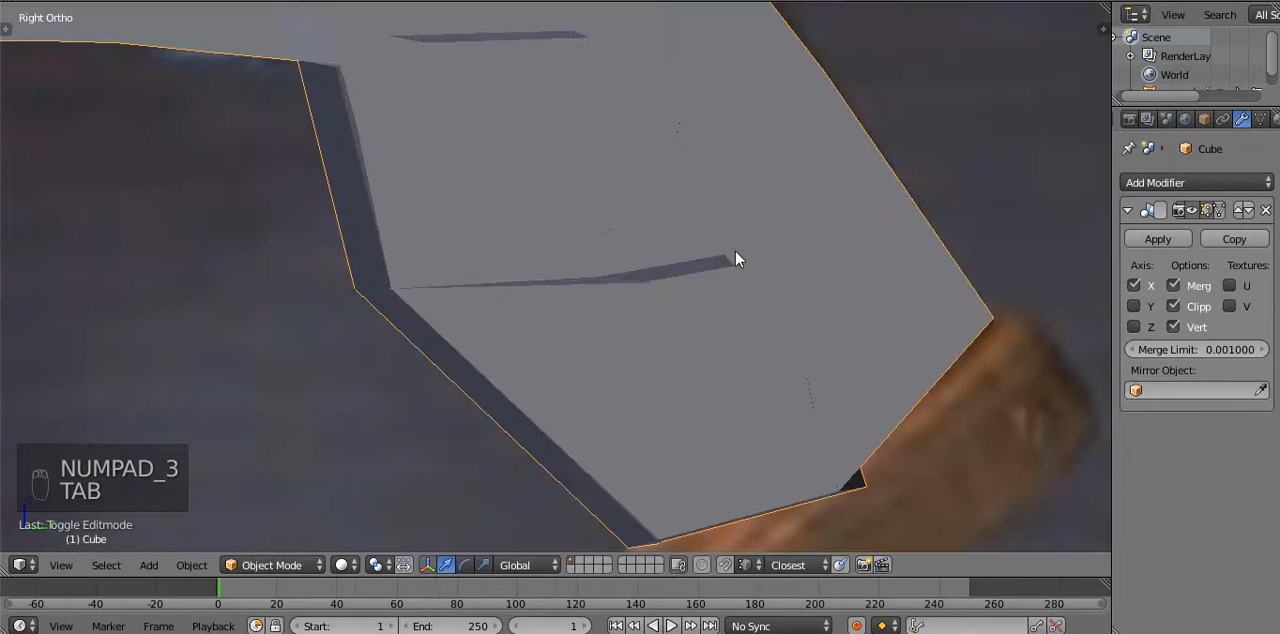 Right Ortho
View Search All Sc
Scene
RenderLay
World
Cube
Add Modifier
Apply Copy
Axis: Options: Textures:
X Merg U
Y Clipp V
Z Vert
Merge Limit: 0.001000
Mirror Object:
NUMPAD_3
TAB
Last: Toggle Editmode
(1) Cube
View Select Add Object Object Mode Global Closest
-60 -40 -20 0 20 40 60 80 100 120 140 160 180 200 220 240 260 280
View Marker Frame Playback Start: 1 End: 250 1 No Sync